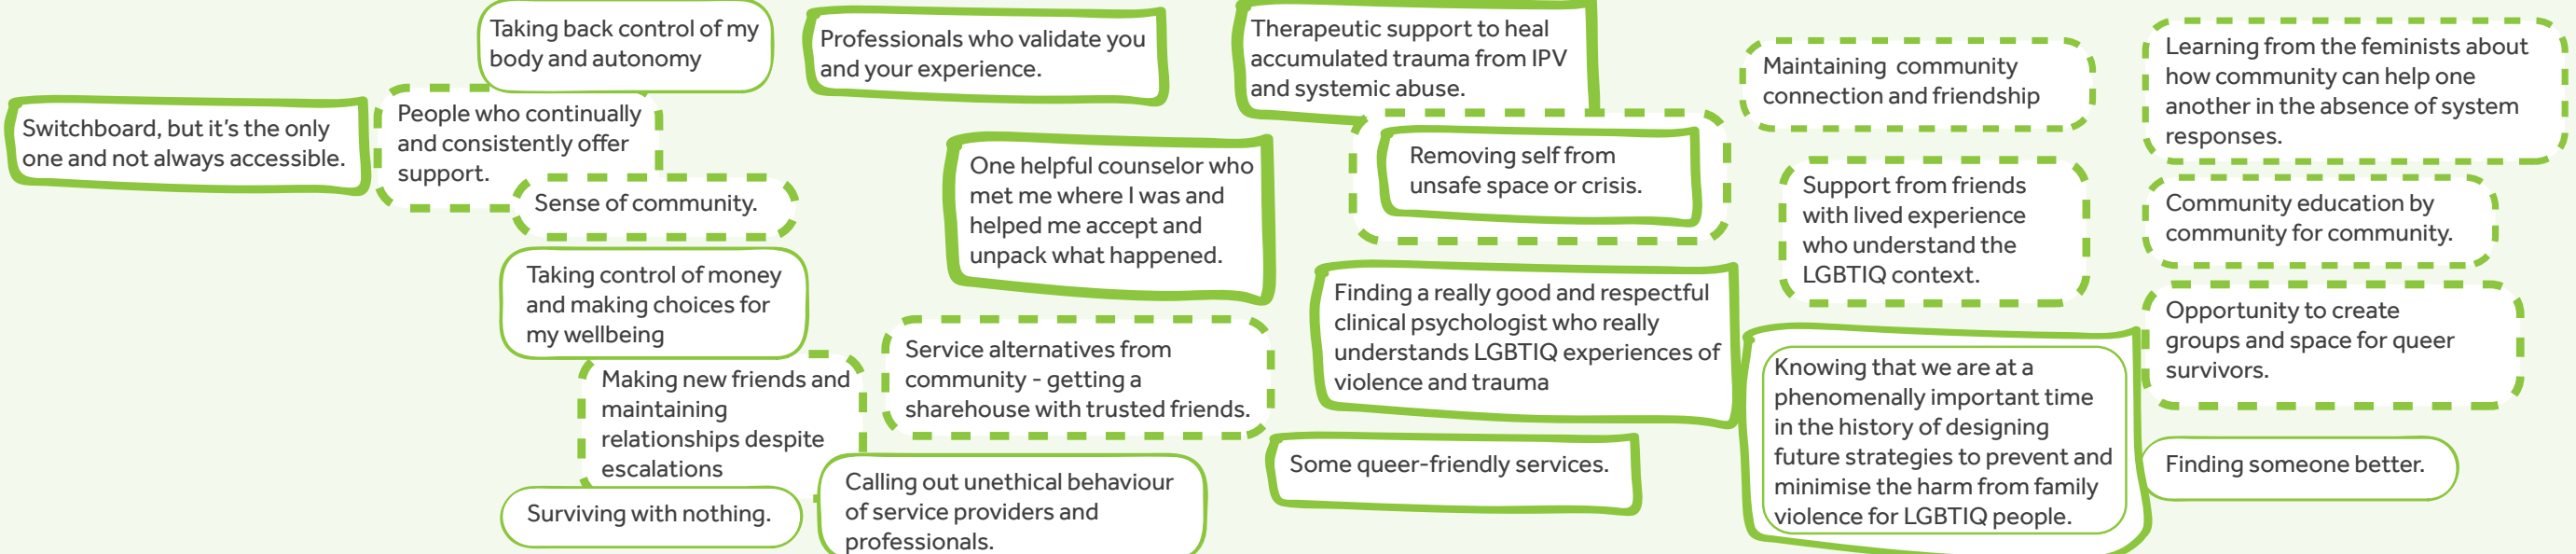 Taking back control of my
body and autonomy
Professionals who validate you
and your experience.
Therapeutic support to heal
accumulated trauma from IPV
and systemic abuse.
Maintaining community
connection and friendship
Learning from the feminists about
how community can help one
another in the absence of system
responses.
Switchboard, but it's the only
one and not always accessible.
People who continually
and consistently offer
support.
Sense of community.
One helpful counselor who
met me where I was and
helped me accept and
unpack what happened.
Removing self from
unsafe space or crisis.
Support from friends
with lived experience
who understand the
LGBTIQ context.
Community education by
community for community.
Taking control of money
and making choices for
my wellbeing
Finding a really good and respectful
clinical psychologist who really
understands LGBTIQ experiences of
violence and trauma
Opportunity to create
groups and space for queer
survivors.
Making new friends and
maintaining
relationships despite
escalations
Service alternatives from
community - getting a
sharehouse with trusted friends.
Knowing that we are at a
phenomenally important time
in the history of designing
future strategies to prevent and
minimise the harm from family
violence for LGBTIQ people.
Some queer-friendly services.
Finding someone better.
Surviving with nothing.
Calling out unethical behaviour
of service providers and
professionals.